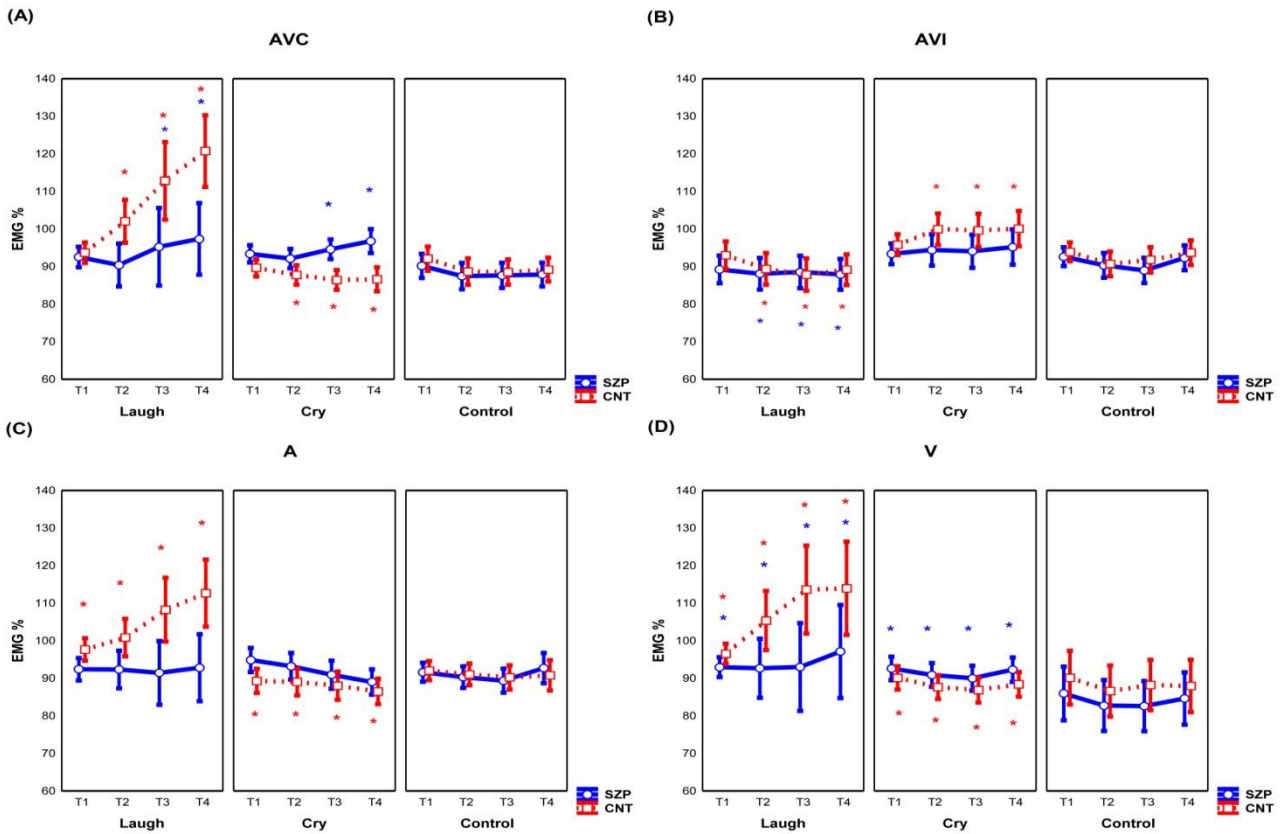 (A)
AVC
EMG %
140
130
120
110
100
90
80
70
60
T1 T2 T3 T4
Laugh
T1 T2 T3 T4
Cry
T1 T2 T3 T4
Control
SZP
CNT
(B)
AVI
EMG %
140
130
120
110
100
90
80
70
60
T1 T2 T3 T4
Laugh
T1 T2 T3 T4
Cry
T1 T2 T3 T4
Control
SZP
CNT
(C)
A
EMG %
140
130
120
110
100
90
80
70
60
T1 T2 T3 T4
Laugh
T1 T2 T3 T4
Cry
T1 T2 T3 T4
Control
SZP
CNT
(D)
V
EMG %
140
130
120
110
100
90
80
70
60
T1 T2 T3 T4
Laugh
T1 T2 T3 T4
Cry
T1 T2 T3 T4
Control
SZP
CNT